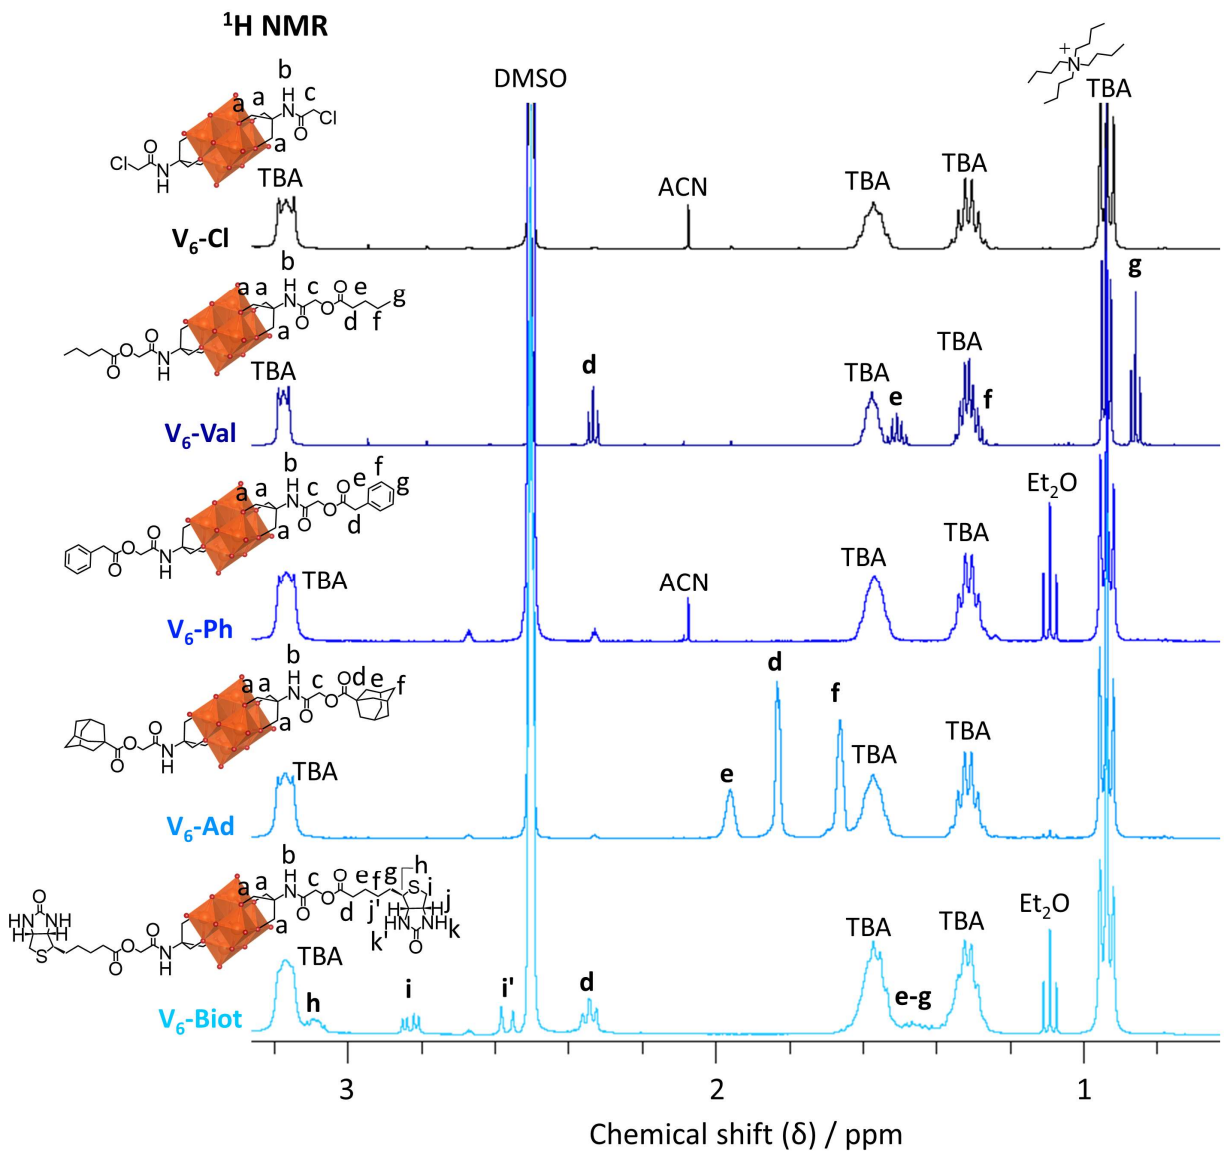 ¹H NMR
b
H
a a N c
Cl
O
a
O
Cl N
H
DMSO
+
N
TBA
TBA
ACN
TBA
TBA
V₆-Cl
b
H
a a N c O e g
O
O d f
a
O
O N
O H
TBA
d
TBA
e
TBA
f
g
V₆-Val
b
H
a a N c O e f g
O
O d
a
O
O N
O H
TBA
ACN
TBA
TBA
Et₂O
V₆-Ph
b
H
a a N c O d e f
O
O
a
O
O N
O H
TBA
e
d
f
TBA
TBA
V₆-Ad
b
H
a a N c O e f g h
S i
O
O d j' H H j
a
HN NH
k' O k
O
HN NH
H H
S
O
O N
O H
TBA
h
i
i'
d
TBA
e-g
TBA
Et₂O
V₆-Biot
3 2 1
Chemical shift (δ) / ppm